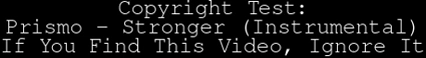 Copyright Test:
Prismo - Stronger (Instrumental)
If You Find This Video, Ignore It